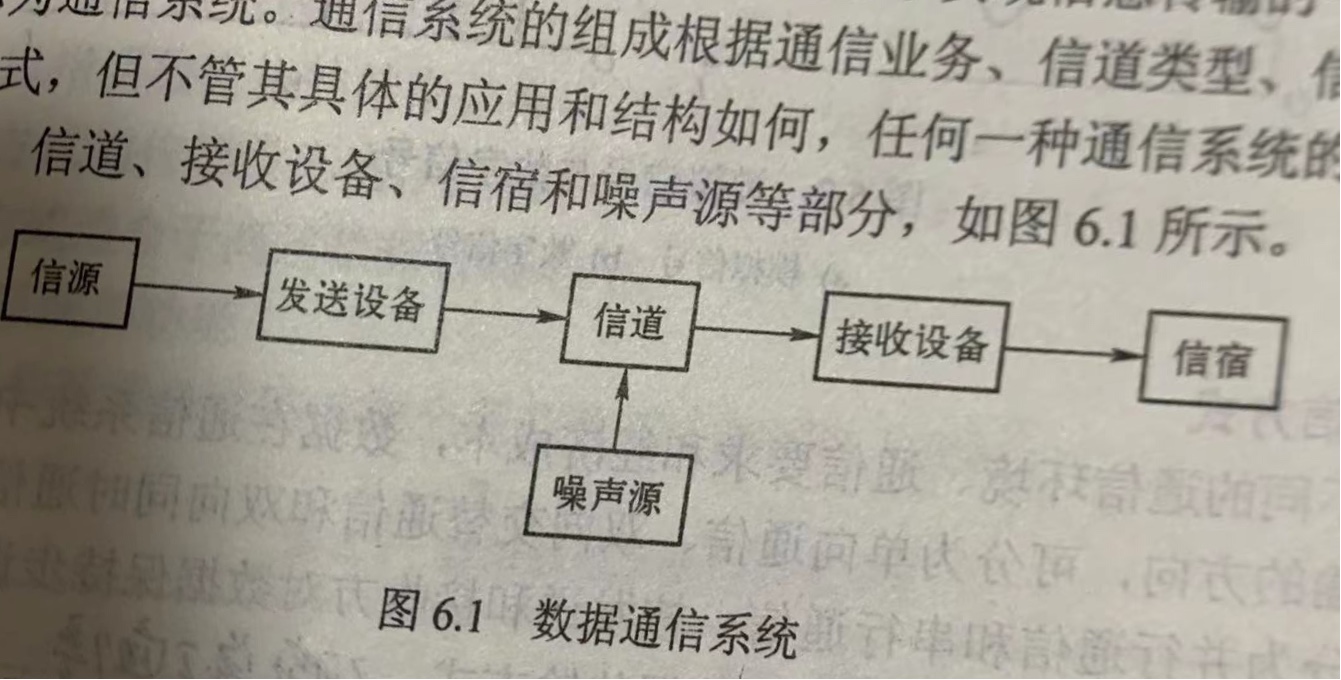 为通信系统。通信系统的组成根据通信业务、信道类型、信
式，但不管其具体的应用和结构如何，任何一种通信系统的
信道、接收设备、信宿和噪声源等部分，如图 6.1 所示。
信源
发送设备
信道
接收设备
信宿
噪声源
图 6.1 数据通信系统